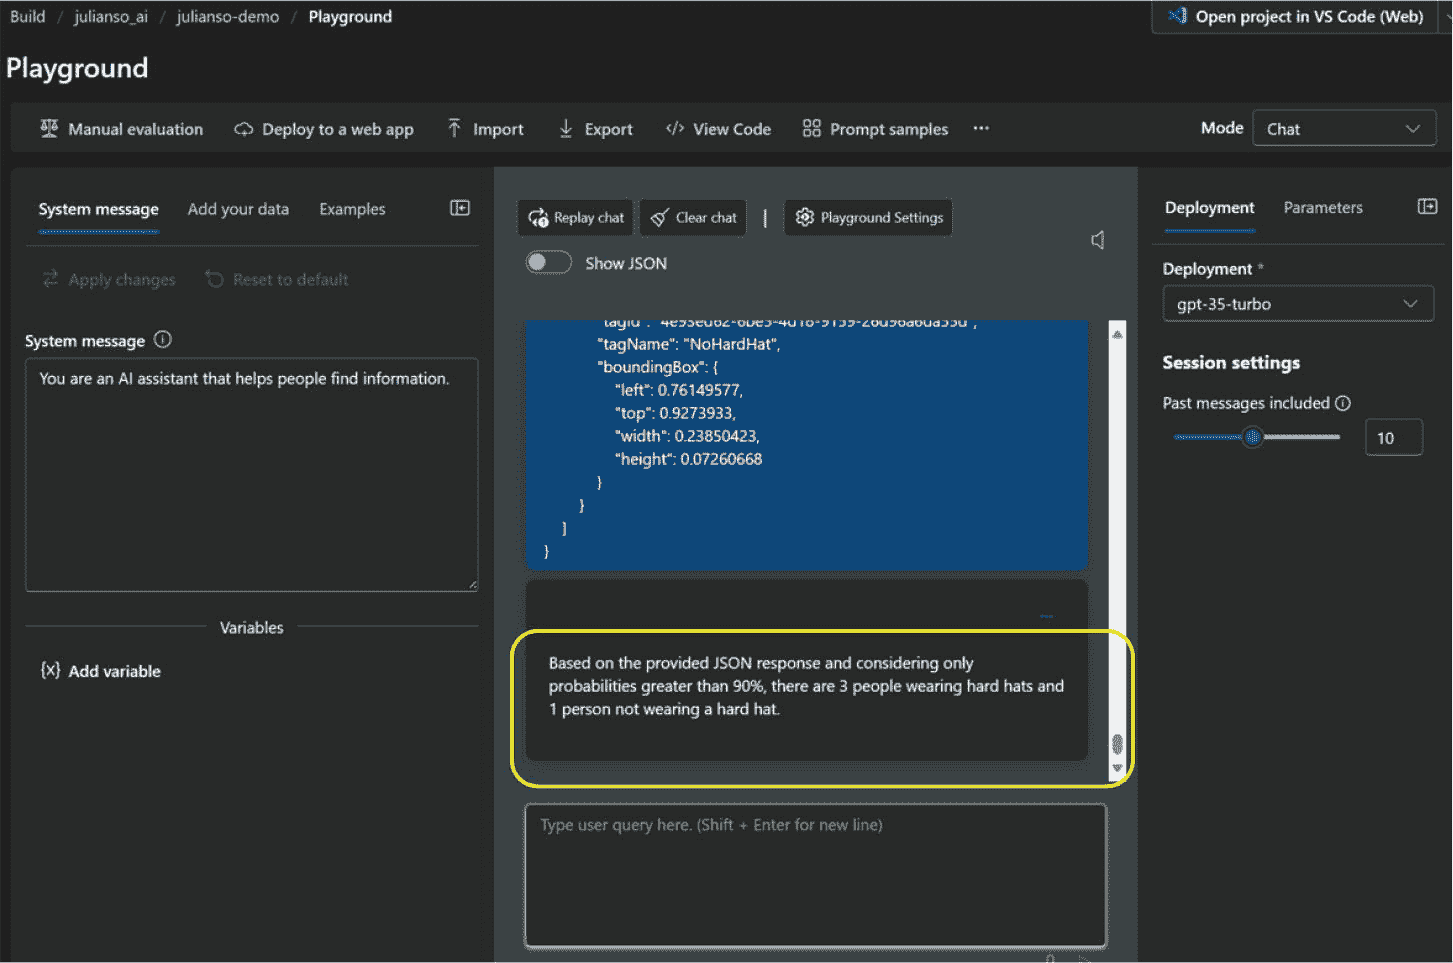 Build / julianso_ai / julianso-demo / Playground
Open project in VS Code (Web)
Playground
Manual evaluation
Deploy to a web app
Import
Export
</> View Code
Prompt samples
...
Mode
Chat
System message
Add your data
Examples
Apply changes
Reset to default
System message
You are an AI assistant that helps people find information.
Variables
{x} Add variable
Replay chat
Clear chat
|
Playground Settings
Show JSON
"tagName": "NoHardHat",
"boundingBox": {
"left": 0.76149577,
"top": 0.9273933,
"width": 0.23850423,
"height": 0.07260668
}
}
]
}
Based on the provided JSON response and considering only
probabilities greater than 90%, there are 3 people wearing hard hats and
1 person not wearing a hard hat.
Type user query here. (Shift + Enter for new line)
Deployment
Parameters
Deployment *
gpt-35-turbo
Session settings
Past messages included
10